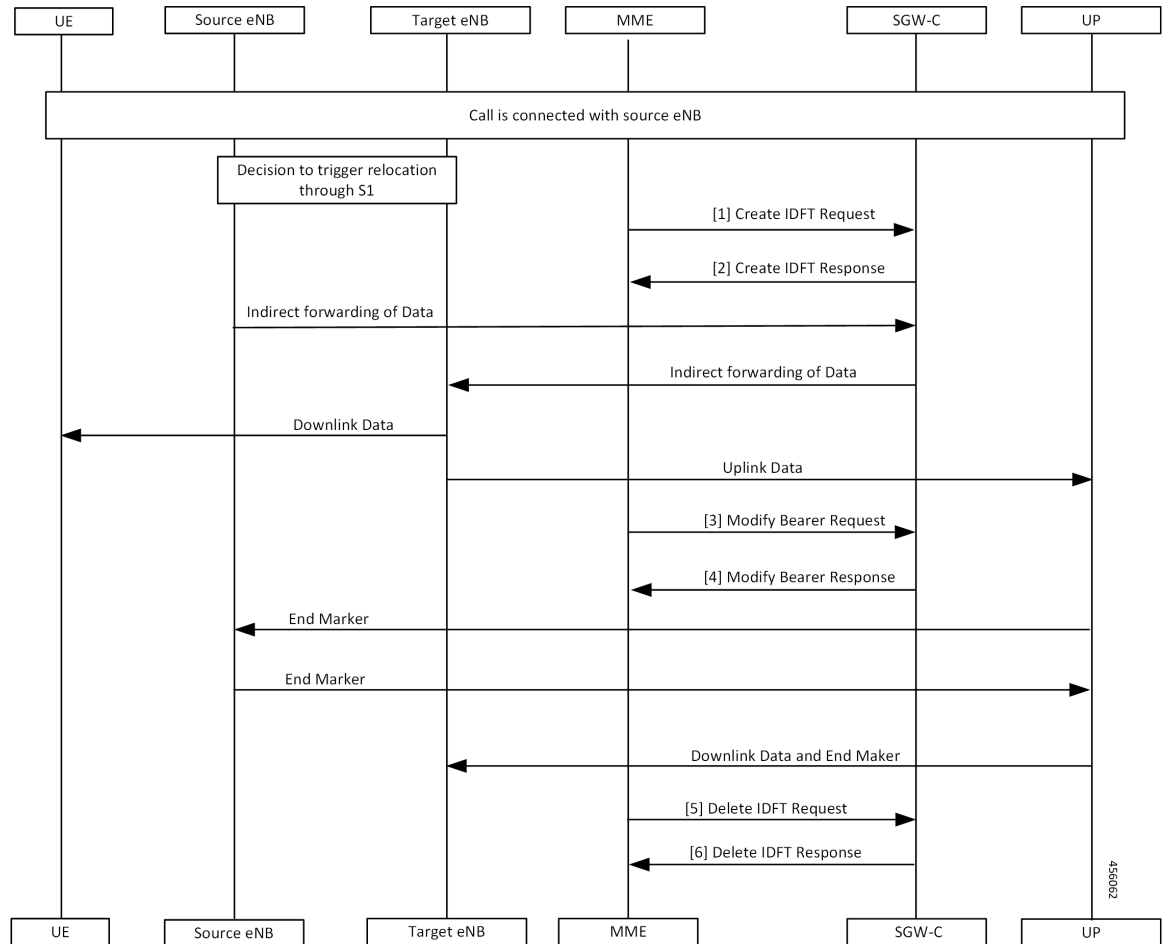 UE
Source eNB
Target eNB
MME
SGW-C
UP
Call is connected with source eNB
Decision to trigger relocation
through S1
[1] Create IDFT Request
[2] Create IDFT Response
Indirect forwarding of Data
Indirect forwarding of Data
Downlink Data
Uplink Data
[3] Modify Bearer Request
[4] Modify Bearer Response
End Marker
End Marker
Downlink Data and End Maker
[5] Delete IDFT Request
[6] Delete IDFT Response
456062
UE
Source eNB
Target eNB
MME
SGW-C
UP